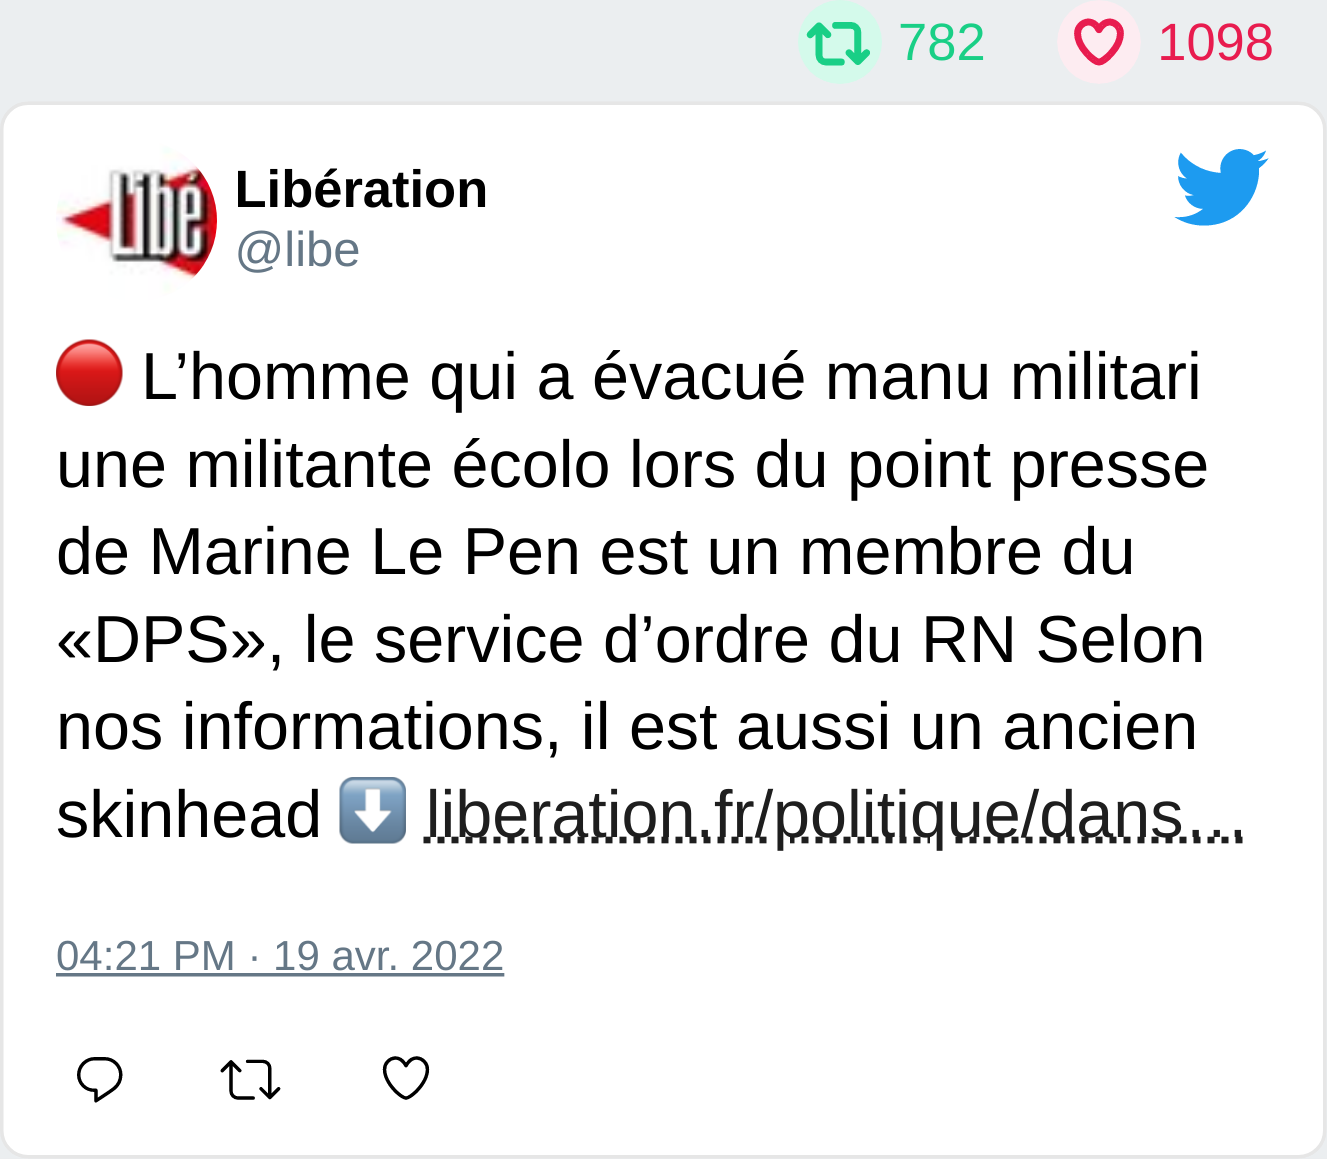 782 1098
Libé
Libération
@libe
🔴 L’homme qui a évacué manu militari
une militante écolo lors du point presse
de Marine Le Pen est un membre du
«DPS», le service d’ordre du RN Selon
nos informations, il est aussi un ancien
skinhead ⬇️ liberation.fr/politique/dans…
04:21 PM · 19 avr. 2022